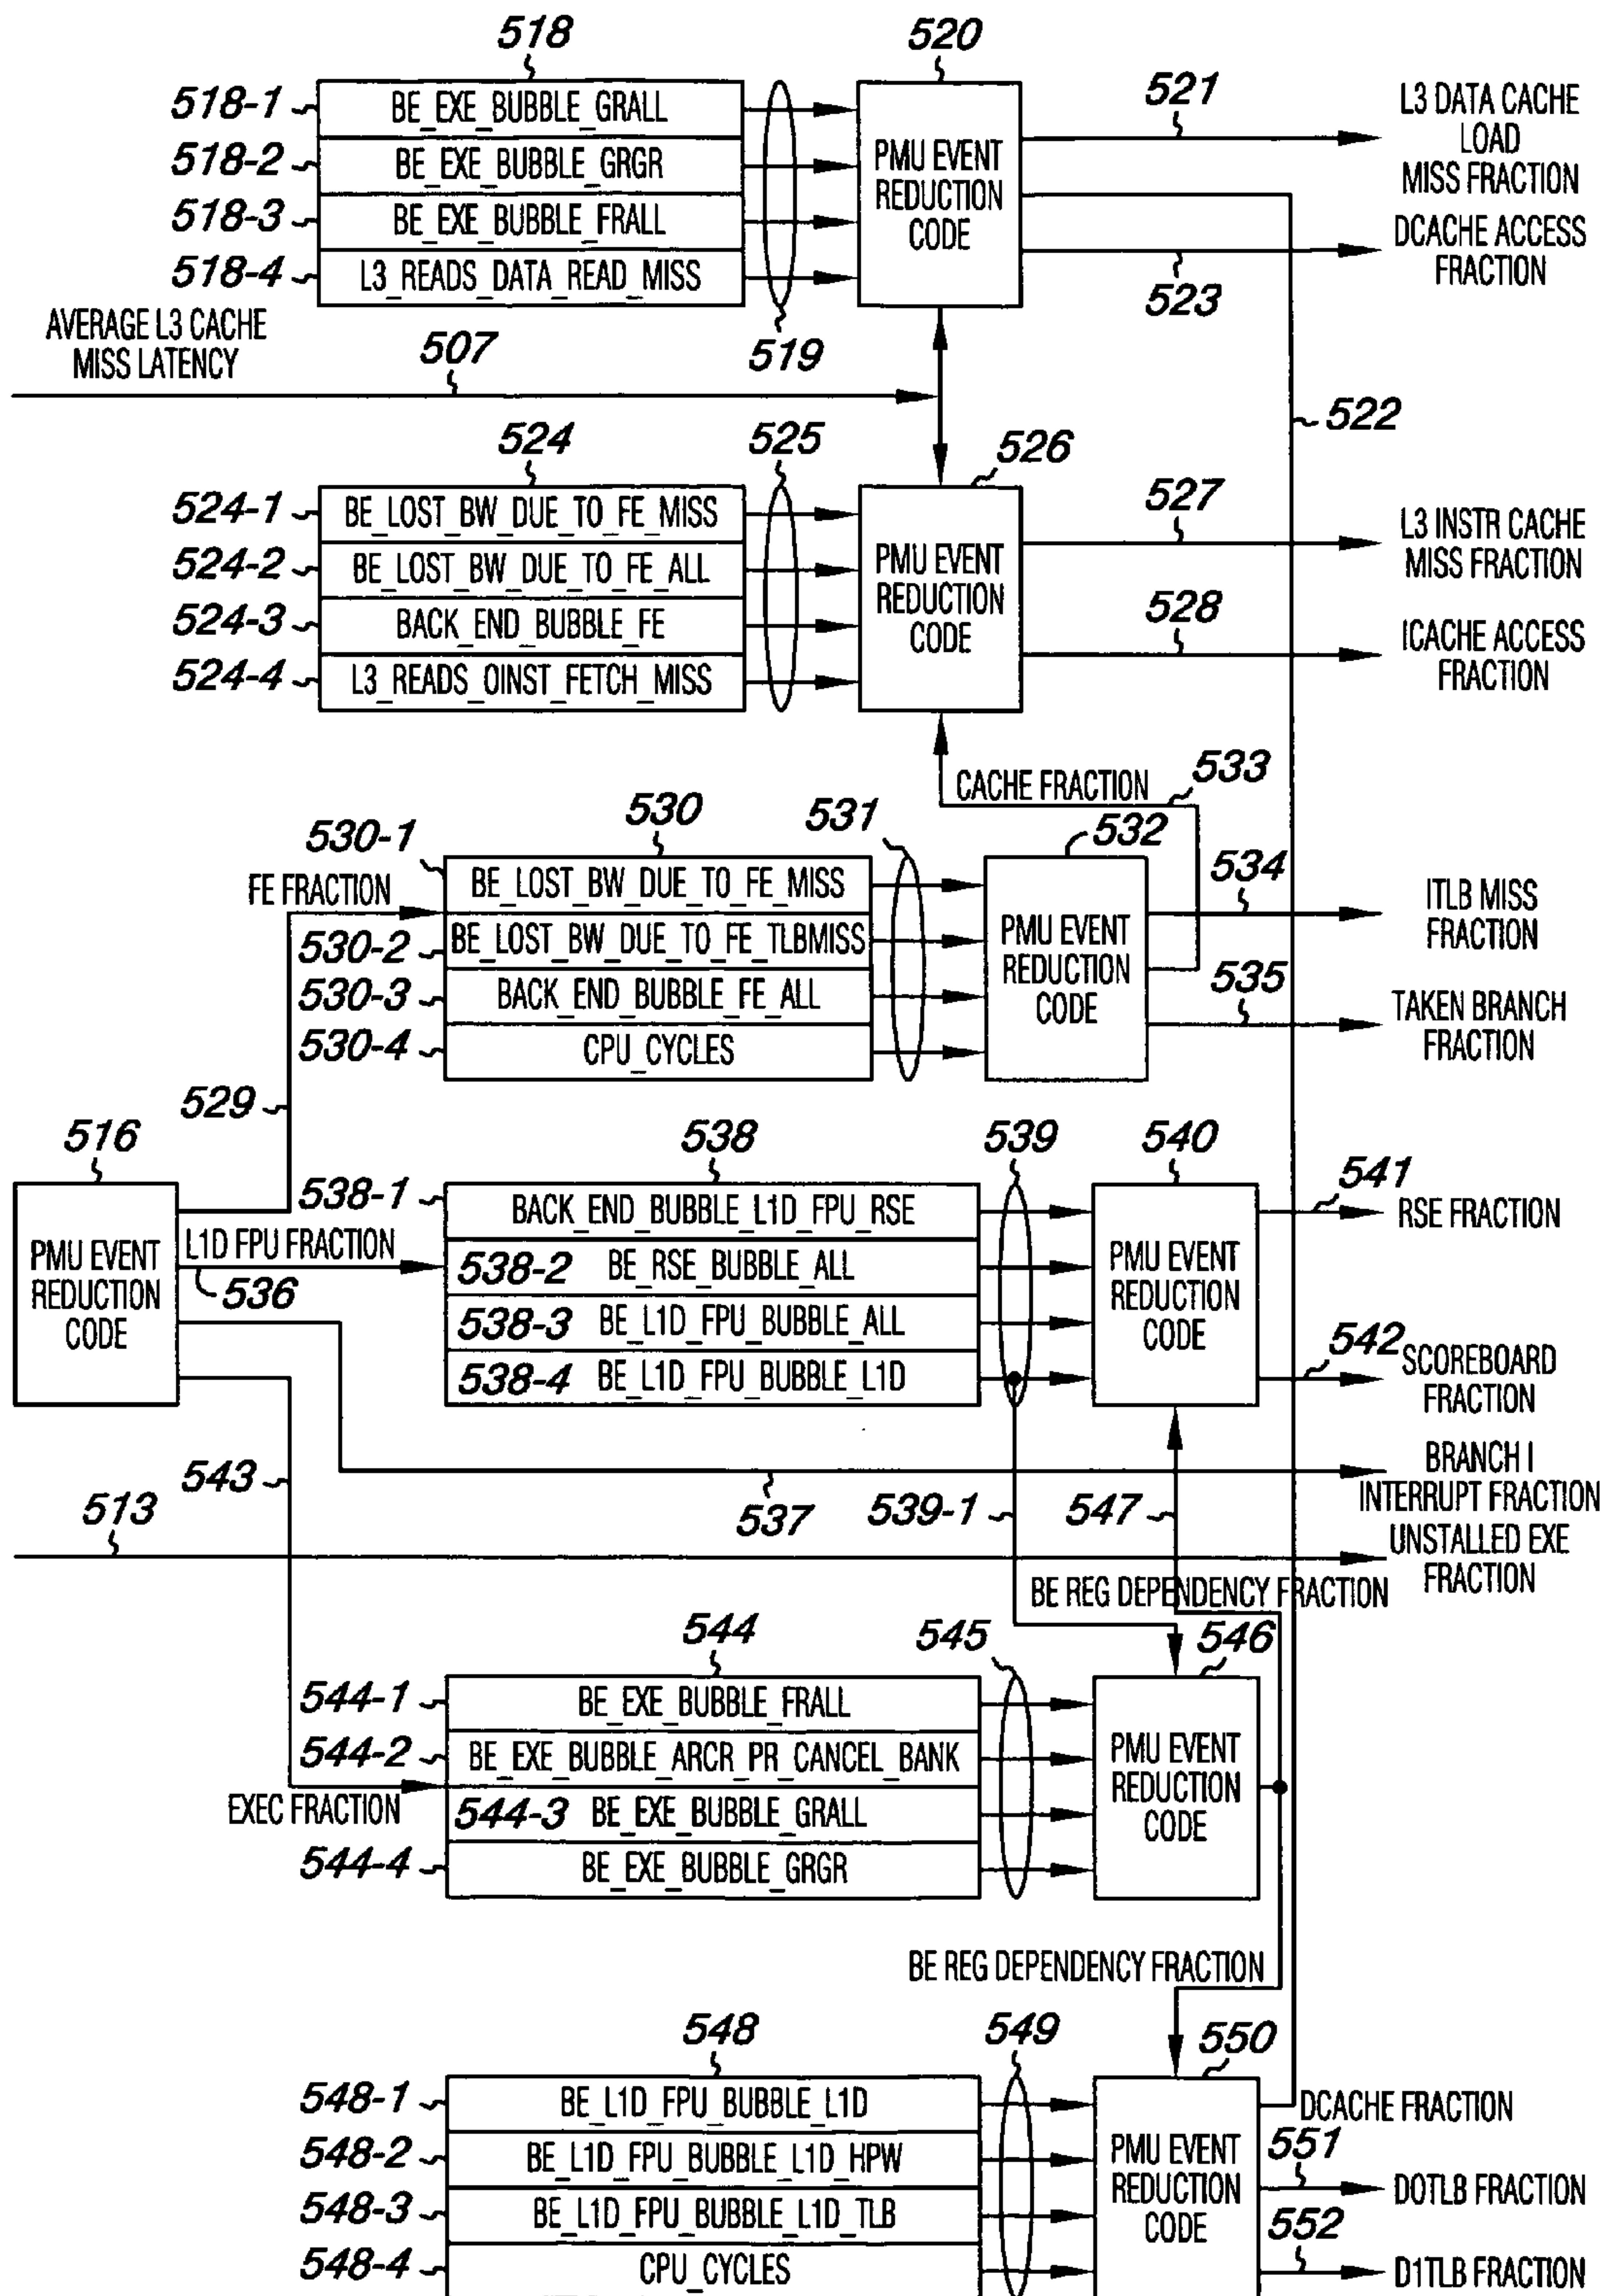 518
520
518-1
BE_EXE_BUBBLE_GRALL
518-2
BE_EXE_BUBBLE_GRGR
518-3
BE_EXE_BUBBLE_FRALL
518-4
L3_READS_DATA_READ_MISS
519
PMU EVENT
REDUCTION
CODE
521
L3 DATA CACHE
LOAD
MISS FRACTION
523
DCACHE ACCESS
FRACTION
AVERAGE L3 CACHE
MISS LATENCY
507
522
524
525
526
524-1
BE_LOST_BW_DUE_TO_FE_MISS
524-2
BE_LOST_BW_DUE_TO_FE_ALL
524-3
BACK_END_BUBBLE_FE
524-4
L3_READS_OINST_FETCH_MISS
PMU EVENT
REDUCTION
CODE
527
L3 INSTR CACHE
MISS FRACTION
528
ICACHE ACCESS
FRACTION
CACHE FRACTION
533
530
531
532
530-1
BE_LOST_BW_DUE_TO_FE_MISS
FE FRACTION
530-2
BE_LOST_BW_DUE_TO_FE_TLBMISS
530-3
BACK_END_BUBBLE_FE_ALL
530-4
CPU_CYCLES
PMU EVENT
REDUCTION
CODE
534
ITLB MISS
FRACTION
535
TAKEN BRANCH
FRACTION
529
516
PMU EVENT
REDUCTION
CODE
538
539
540
538-1
BACK_END_BUBBLE_L1D_FPU_RSE
L1D FPU FRACTION
536
538-2
BE_RSE_BUBBLE_ALL
538-3
BE_L1D_FPU_BUBBLE_ALL
538-4
BE_L1D_FPU_BUBBLE_L1D
PMU EVENT
REDUCTION
CODE
541
RSE FRACTION
542
SCOREBOARD
FRACTION
543
537
BRANCH I
INTERRUPT FRACTION
513
539-1
547
UNSTALLED EXE
FRACTION
BE REG DEPENDENCY FRACTION
544
545
546
544-1
BE_EXE_BUBBLE_FRALL
544-2
BE_EXE_BUBBLE_ARCR_PR_CANCEL_BANK
EXEC FRACTION
544-3
BE_EXE_BUBBLE_GRALL
544-4
BE_EXE_BUBBLE_GRGR
PMU EVENT
REDUCTION
CODE
BE REG DEPENDENCY FRACTION
548
549
550
548-1
BE_L1D_FPU_BUBBLE_L1D
548-2
BE_L1D_FPU_BUBBLE_L1D_HPW
548-3
BE_L1D_FPU_BUBBLE_L1D_TLB
548-4
CPU_CYCLES
PMU EVENT
REDUCTION
CODE
DCACHE FRACTION
551
DOTLB FRACTION
552
D1TLB FRACTION